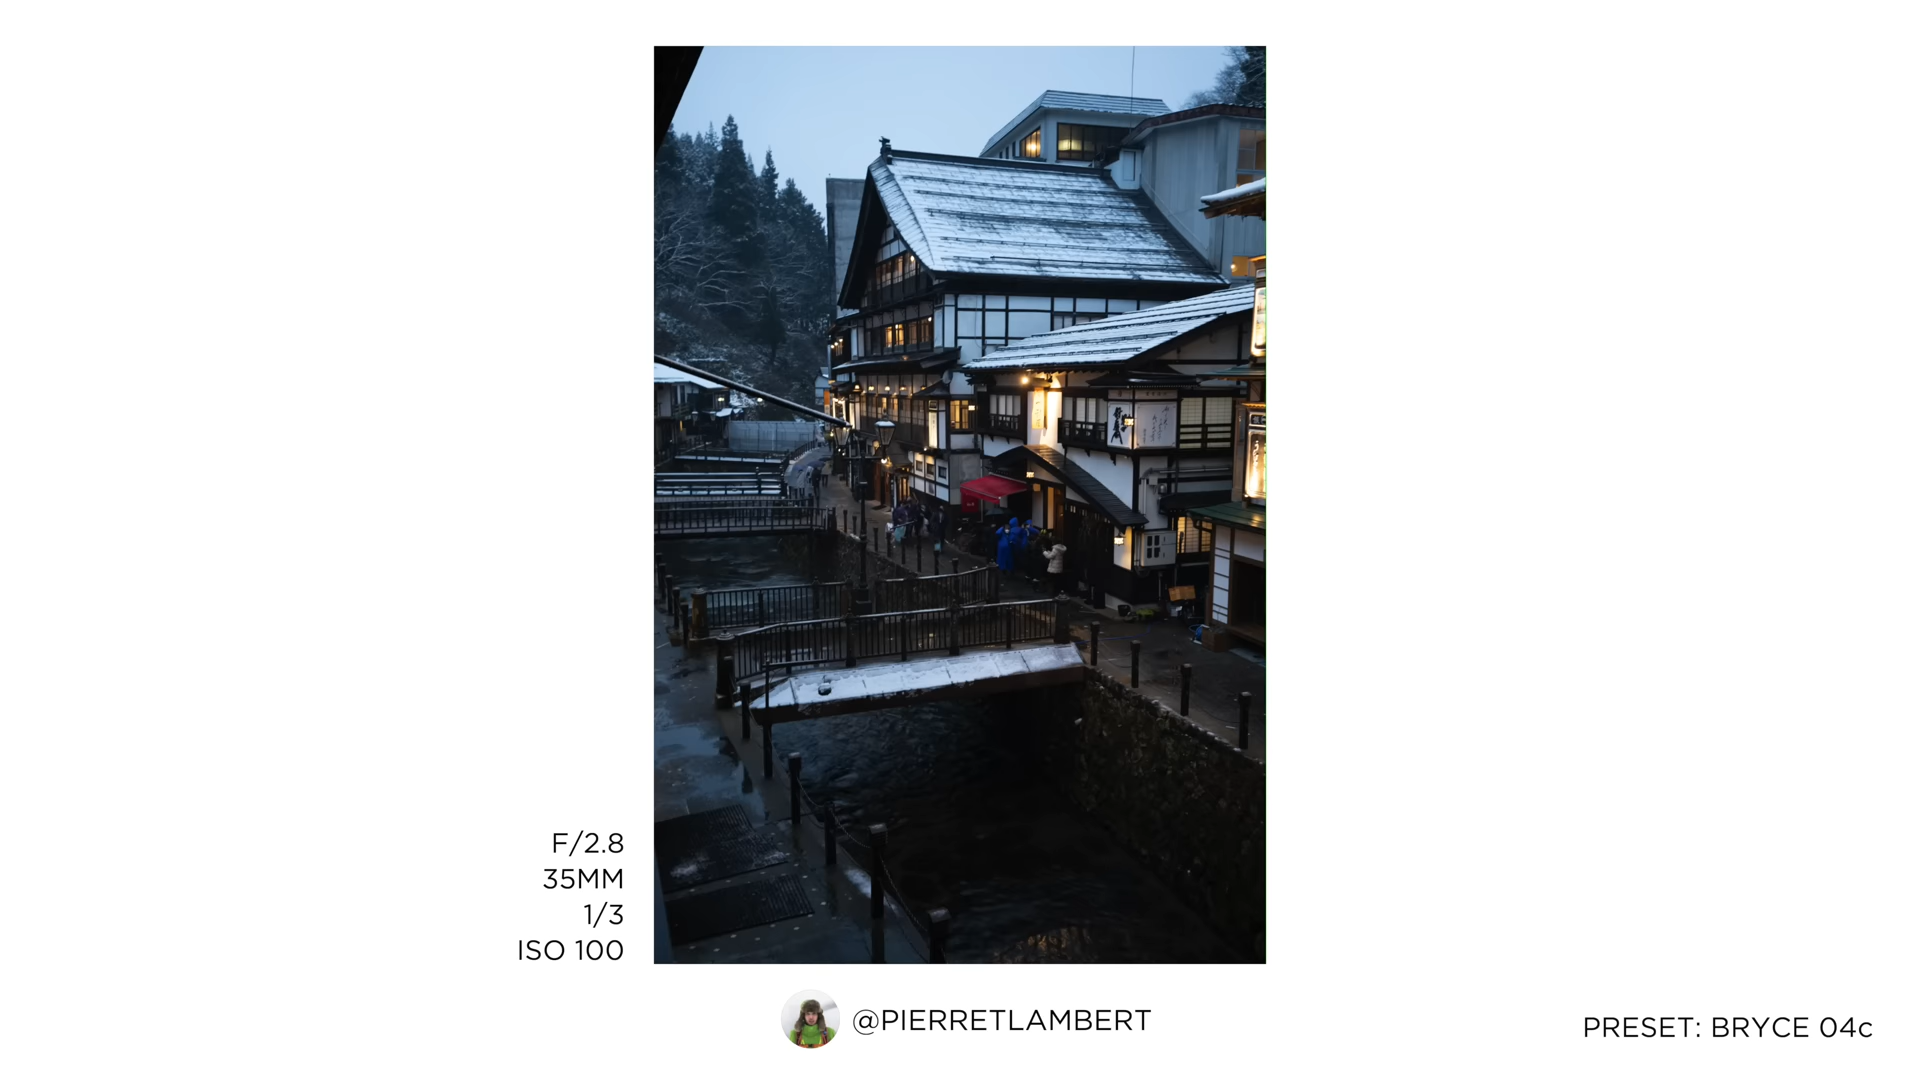 F/2.8
35MM
1/3
ISO 100
@PIERRETLAMBERT
PRESET: BRYCE 04c